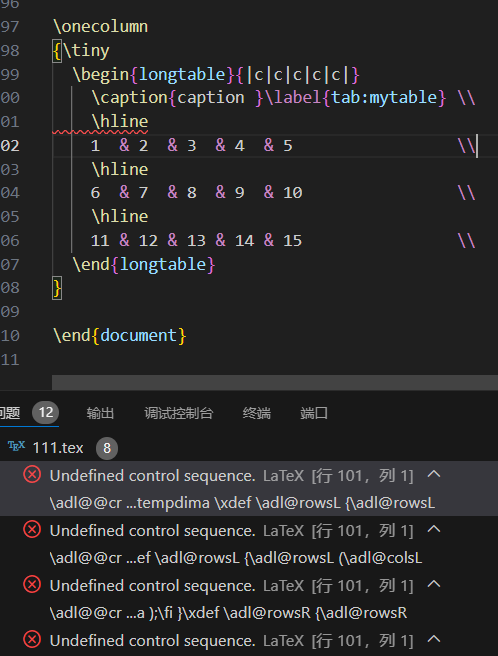 96
97 \onecolumn
98 {\tiny
99 \begin{longtable}{|c|c|c|c|c|}
00 \caption{caption }\label{tab:mytable} \\
01 \hline
02 1 & 2 & 3 & 4 & 5 \\
03 \hline
04 6 & 7 & 8 & 9 & 10 \\
05 \hline
06 11 & 12 & 13 & 14 & 15 \\
07 \end{longtable}
08 }
09
10 \end{document}
11
问题 12 输出 调试控制台 终端 端口
TEX 111.tex 8
Undefined control sequence. LaTeX [行 101，列 1]
\adl@@cr ...tempdima \xdef \adl@rowsL {\adl@rowsL
Undefined control sequence. LaTeX [行 101，列 1]
\adl@@cr ...ef \adl@rowsL {\adl@rowsL (\adl@colsL
Undefined control sequence. LaTeX [行 101，列 1]
\adl@@cr ...a );\fi }\xdef \adl@rowsR {\adl@rowsR
Undefined control sequence. LaTeX [行 101，列 1]